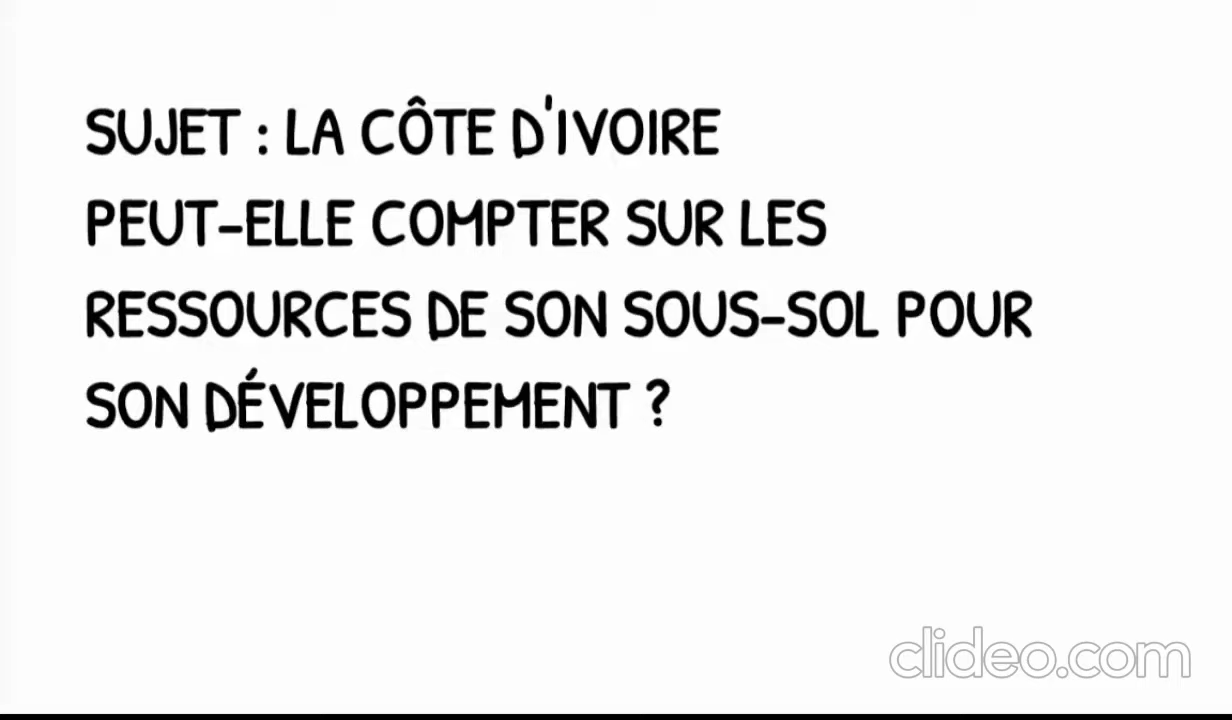 SUJET : LA CÔTE D'IVOIRE
PEUT-ELLE COMPTER SUR LES
RESSOURCES DE SON SOUS-SOL POUR
SON DÉVELOPPEMENT ?
clideo.com